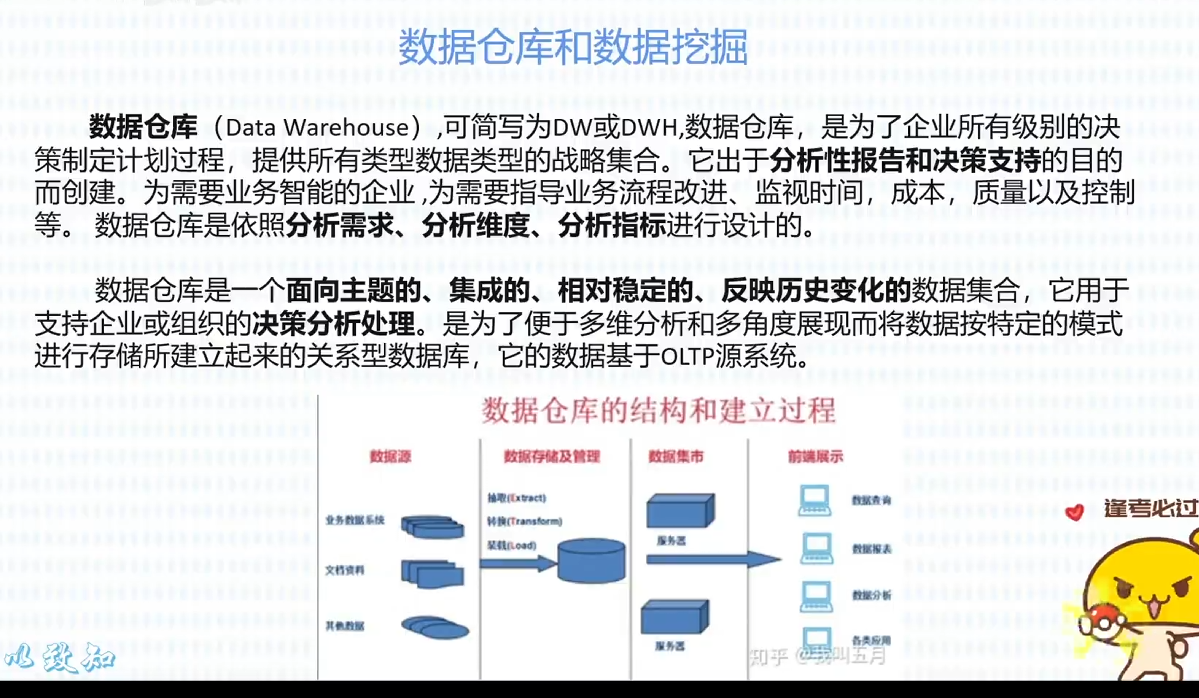 数据仓库和数据挖掘
数据仓库（Data Warehouse）,可简写为DW或DWH,数据仓库，是为了企业所有级别的决
策制定计划过程，提供所有类型数据类型的战略集合。它出于分析性报告和决策支持的目的
而创建。为需要业务智能的企业,为需要指导业务流程改进、监视时间，成本，质量以及控制
等。 数据仓库是依照分析需求、分析维度、分析指标进行设计的。
数据仓库是一个面向主题的、集成的、相对稳定的、反映历史变化的数据集合，它用于
支持企业或组织的决策分析处理。是为了便于多维分析和多角度展现而将数据按特定的模式
进行存储所建立起来的关系型数据库，它的数据基于OLTP源系统。
数据仓库的结构和建立过程
数据源
数据存储及管理
数据集市
前端展示
抽取(Extract)
转换(Transform)
装载(Load)
业务数据系统
文档资料
其他数据
服务器
服务器
数据查询
数据报表
数据分析
各类应用
逢考必过
知乎 @我叫五月
以致知